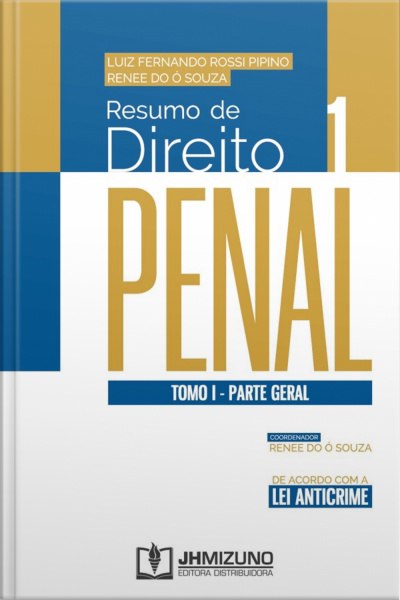 LUIZ FERNANDO ROSSI PIPINO
RENEE DO Ó SOUZA
Resumo de
Direito 1
PENAL
TOMO I - PARTE GERAL
COORDENADOR
RENEE DO Ó SOUZA
DE ACORDO COM A
LEI ANTICRIME
JHMIZUNO
EDITORA DISTRIBUIDORA